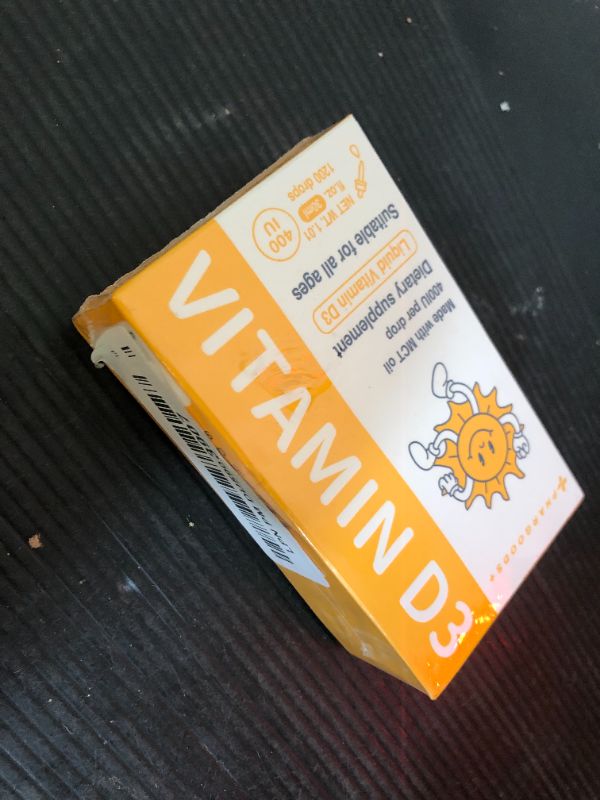 +PHARGOODS+
Made with MCT oil
400IU per drop
Dietary supplement
Liquid Vitamin D3
Suitable for all ages
NET WT. 1.01
fl.oz. 30ml
1200 drops
400
IU
VITAMIN D3